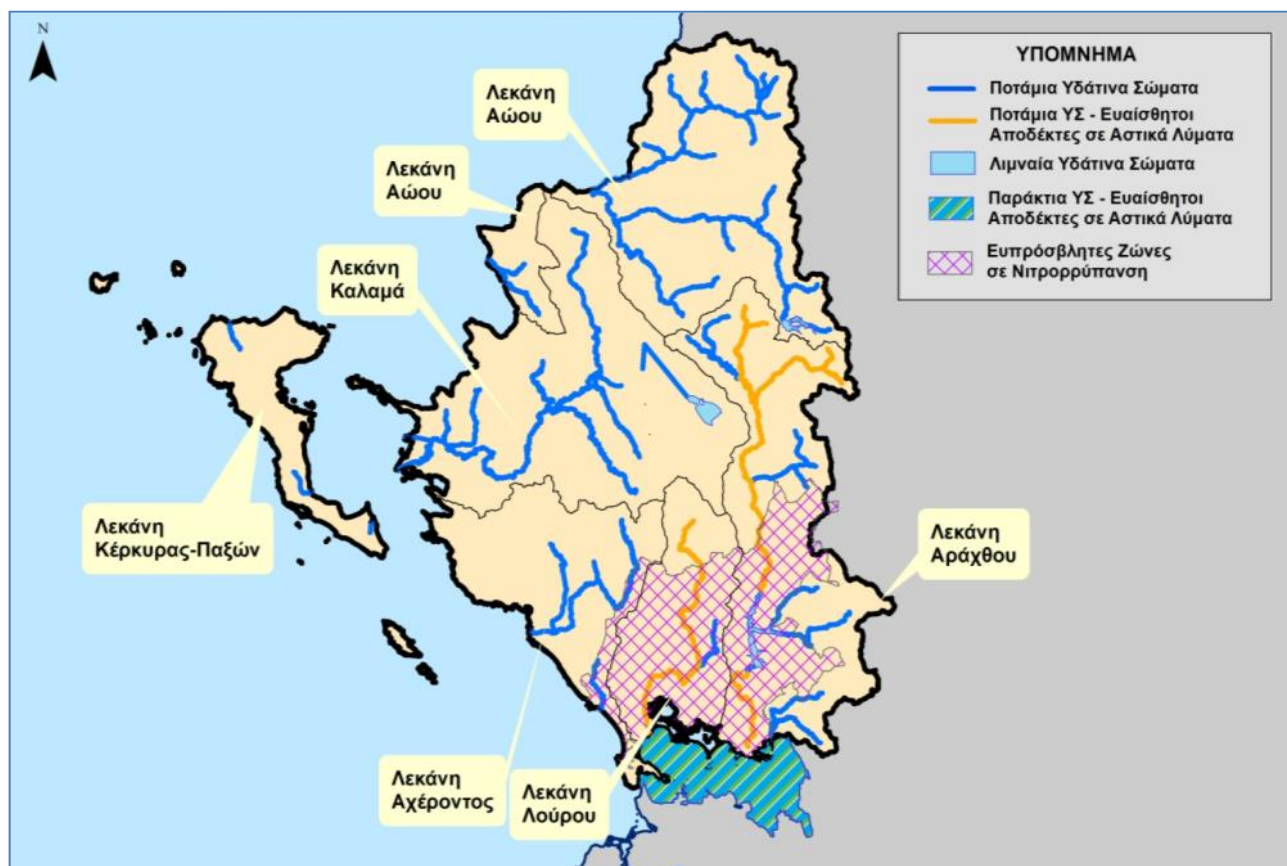 N
ΥΠΟΜΝΗΜΑ
Ποτάμια Υδάτινα Σώματα
Ποτάμια ΥΣ - Ευαίσθητοι
Αποδέκτες σε Αστικά Λύματα
Λιμναία Υδάτινα Σώματα
Παράκτια ΥΣ - Ευαίσθητοι
Αποδέκτες σε Αστικά Λύματα
Ευπρόσβλητες Ζώνες
σε Νιτρορρύπανση
Λεκάνη
Αώου
Λεκάνη
Αώου
Λεκάνη
Καλαμά
Λεκάνη
Κέρκυρας-Παξών
Λεκάνη
Αράχθου
Λεκάνη
Αχέροντος
Λεκάνη
Λούρου